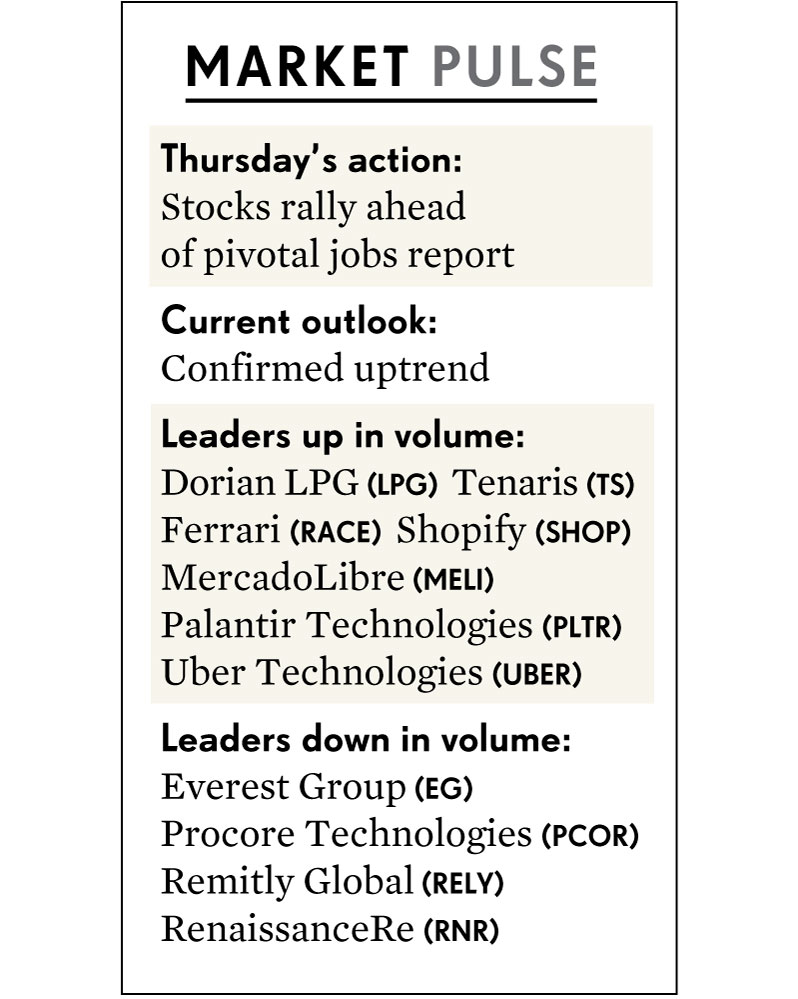 MARKET PULSE
Thursday’s action:
Stocks rally ahead
of pivotal jobs report
Current outlook:
Confirmed uptrend
Leaders up in volume:
Dorian LPG (LPG) Tenaris (TS)
Ferrari (RACE) Shopify (SHOP)
MercadoLibre (MELI)
Palantir Technologies (PLTR)
Uber Technologies (UBER)
Leaders down in volume:
Everest Group (EG)
Procore Technologies (PCOR)
Remitly Global (RELY)
RenaissanceRe (RNR)